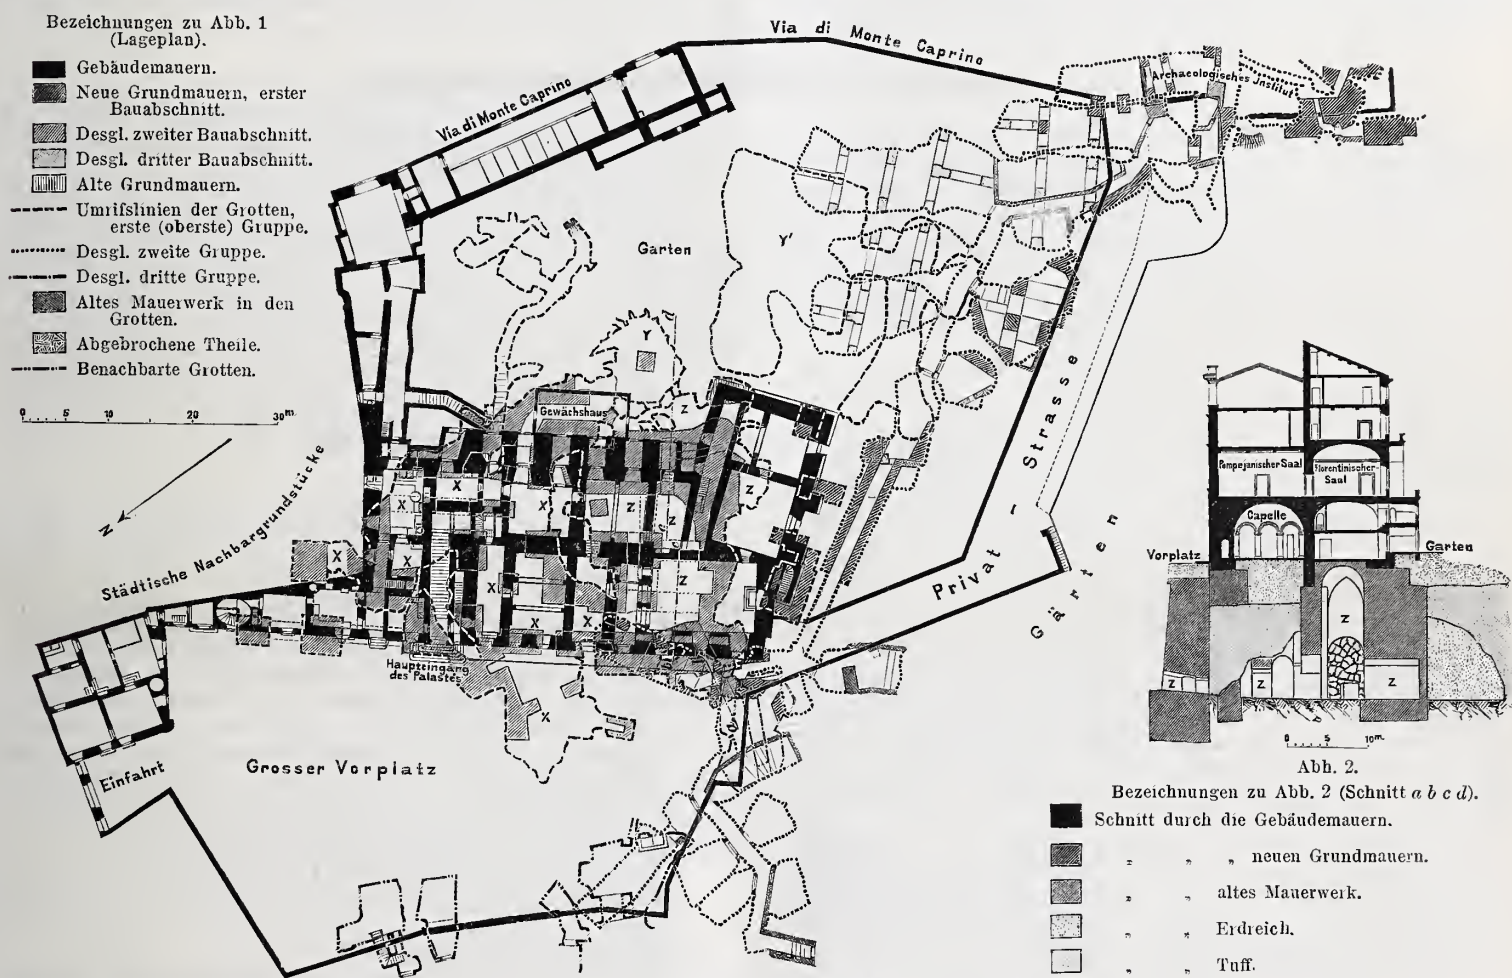 Bezeichnungen zu Abb. 1
(Lageplan).
Gebäudemauern.
Neue Grundmauern, erster
Bauabschnitt.
Desgl. zweiter Bauabschnitt.
Desgl. dritter Bauabschnitt.
Alte Grundmauern.
Umrifslinien der Grotten,
erste (oberste) Gruppe.
Desgl. zweite Gruppe.
Desgl. dritte Gruppe.
Altes Mauerwerk in den
Grotten.
Abgebrochene Theile.
Benachbarte Grotten.
0 5 10 20 30m.
N
Städtische Nachbargrundstücke
Via di Monte Caprino
Via di Monte Caprino
Archaeologisches Institut
Garten
Y'
Y
Gewächshaus
Z
X
X
X
Z
Z
Z
X
X
X
Z
X
X
Haupteingang
des Palastes
X
a
Einfahrt
Grosser Vorplatz
Privat - Strasse
Gärten
Pompejanischer Saal
Florentinischer-
Saal
Capelle
Vorplatz
Garten
Z
Z
Z
Z
0 5 10m.
Abb. 2.
Bezeichnungen zu Abb. 2 (Schnitt a b c d).
Schnitt durch die Gebäudemauern.
„ „ „ neuen Grundmauern.
„ „ altes Mauerwerk.
„ „ Erdreich.
„ „ Tuff.